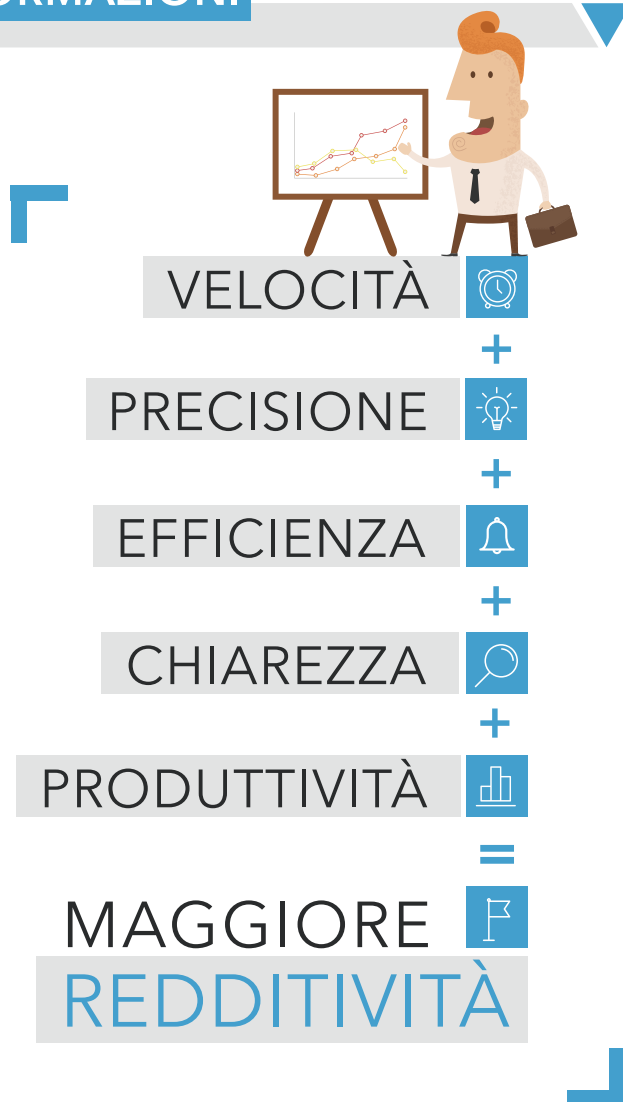 VELOCITÀ
+
PRECISIONE
+
EFFICIENZA
+
CHIAREZZA
+
PRODUTTIVITÀ
=
MAGGIORE
REDDITIVITÀ